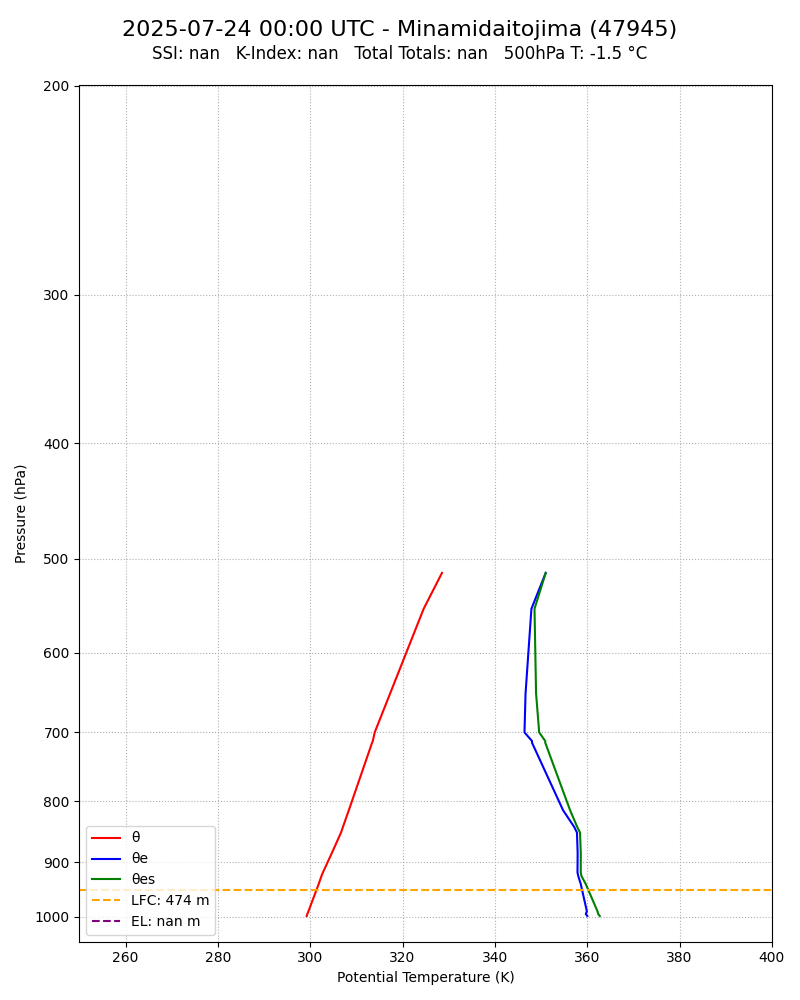 2025-07-24 00:00 UTC - Minamidaitojima (47945)
SSI: nan   K-Index: nan   Total Totals: nan   500hPa T: -1.5 °C
200
300
400
500
600
700
800
900
1000
Pressure (hPa)
θ
θe
θes
LFC: 474 m
EL: nan m
260 280 300 320 340 360 380 400
Potential Temperature (K)